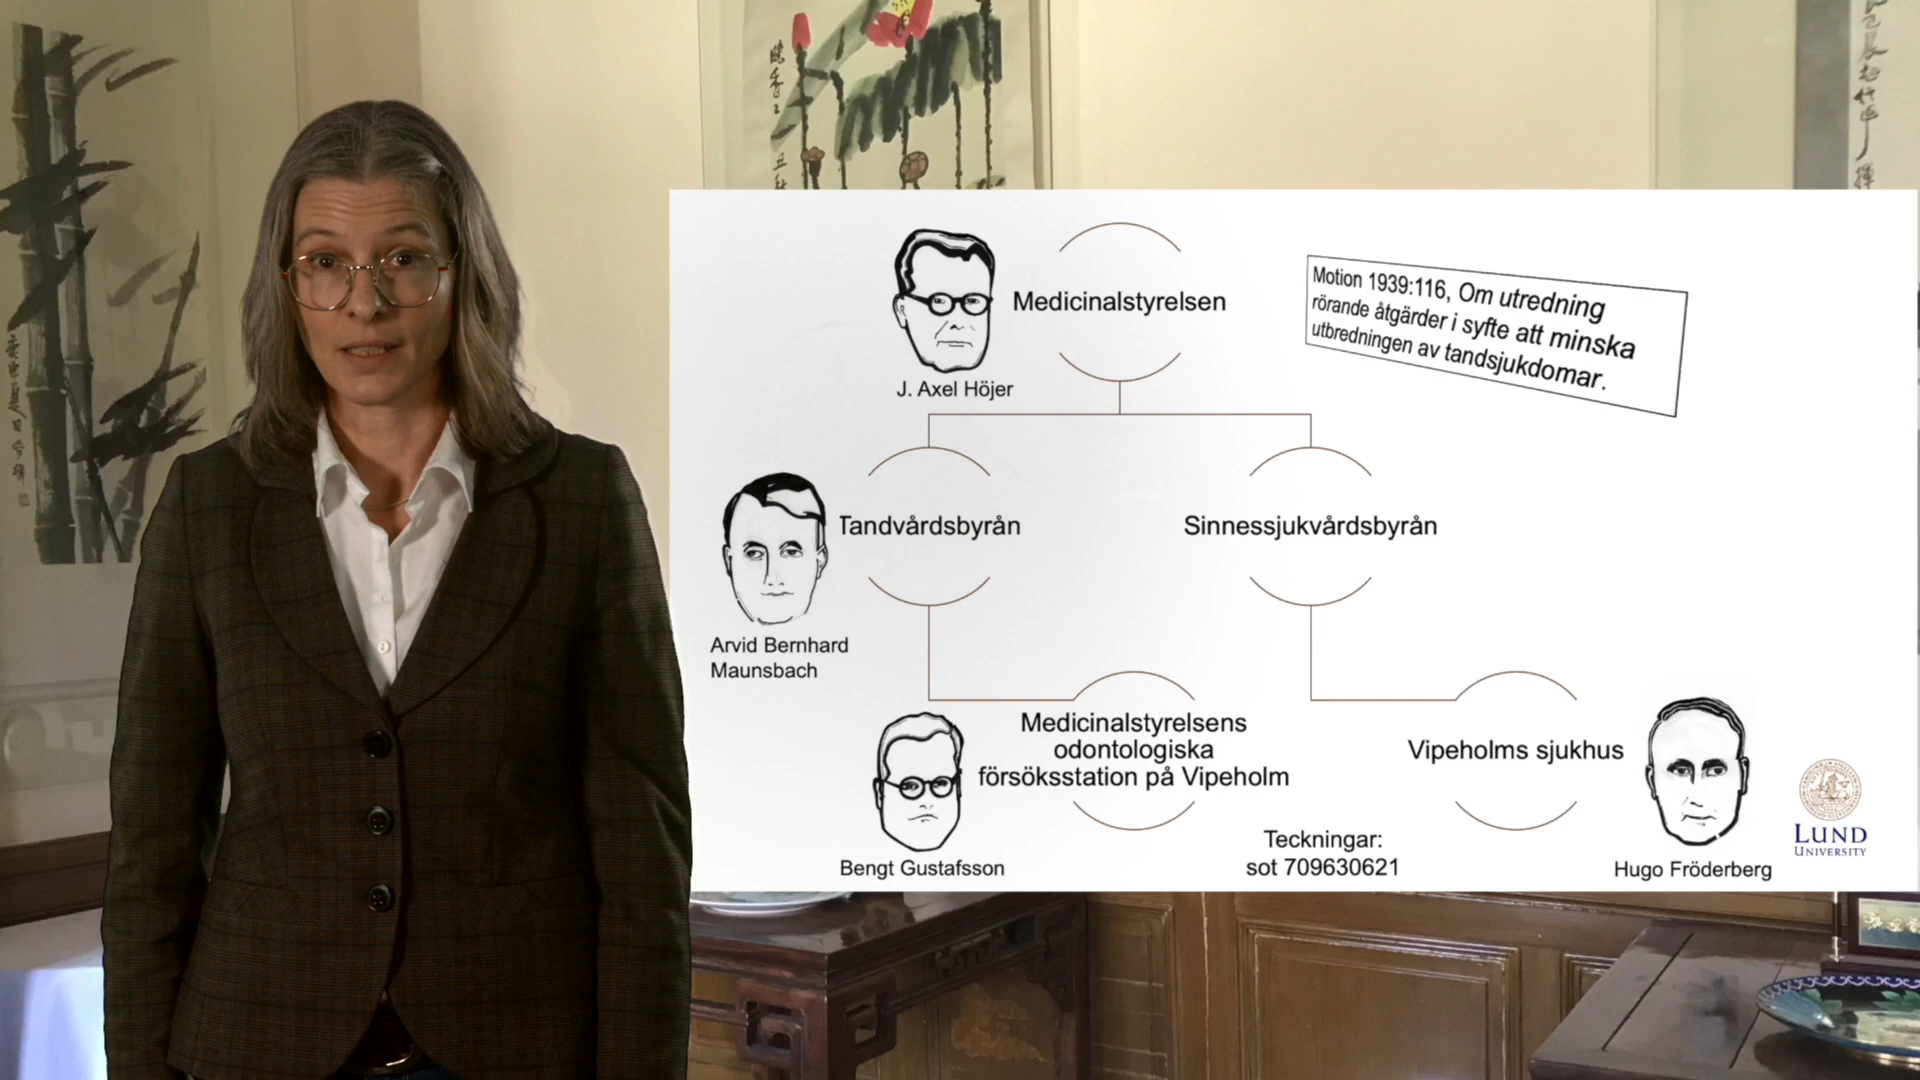 Medicinalstyrelsen
J. Axel Höjer
Motion 1939:116, Om utredning
rörande åtgärder i syfte att minska
utbredningen av tandsjukdomar.
Tandvårdsbyrån
Sinnessjukvårdsbyrån
Arvid Bernhard
Maunsbach
Medicinalstyrelsens
odontologiska
försöksstation på Vipeholm
Vipeholms sjukhus
Bengt Gustafsson
Teckningar:
sot 709630621
Hugo Fröderberg
LUND
UNIVERSITY